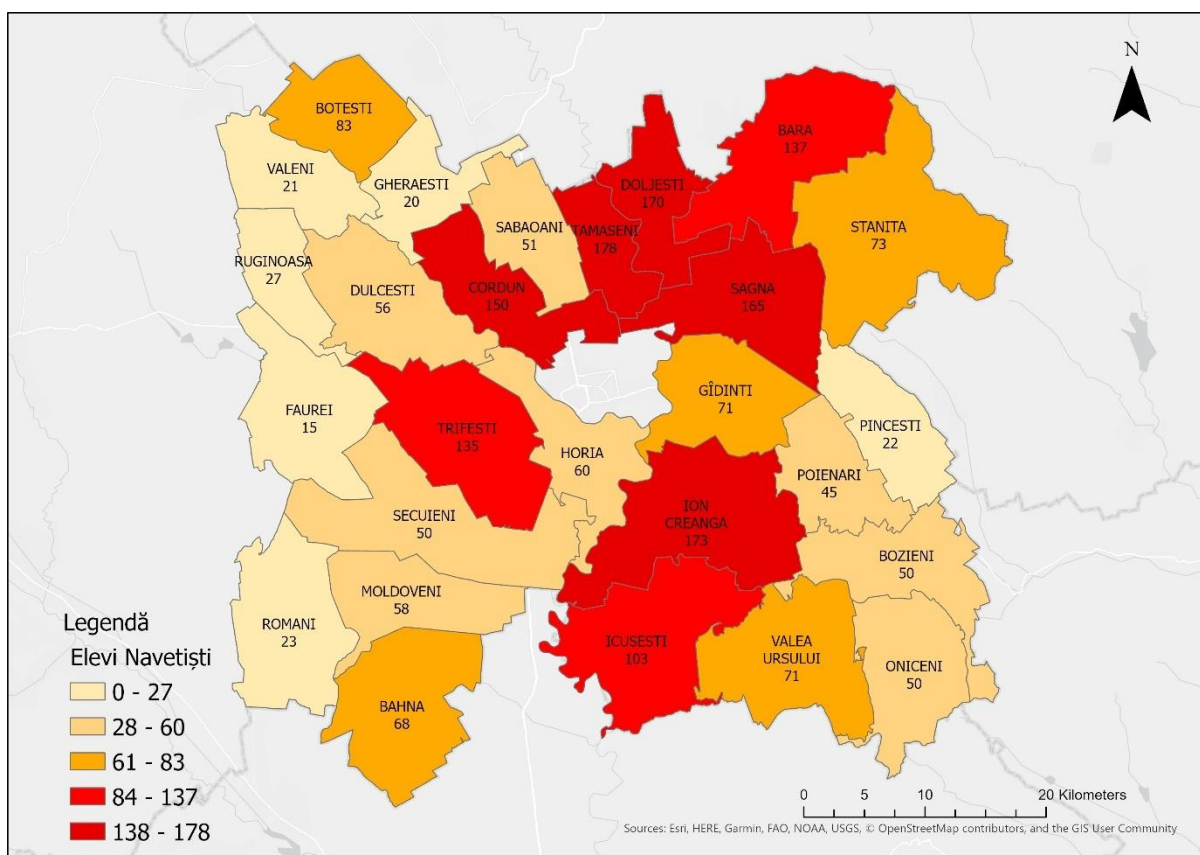 N
BOTESTI
83
BARA
137
VALENI
21
GHERAESTI
20
DOLJESTI
170
SABAOANI
51
TAMASENI
178
STANITA
73
RUGINOASA
27
DULCESTI
56
CORDUN
150
SAGNA
165
GÎDINTI
71
FAUREI
15
TRIFESTI
135
HORIA
60
PINCESTI
22
POIENARI
45
SECUIENI
50
ION
CREANGA
173
BOZIENI
50
MOLDOVENI
58
ROMANI
23
ICUSESTI
103
VALEA
URSULUI
71
ONICENI
50
BAHNA
68
Legendă
Elevi Navetiști
0 - 27
28 - 60
61 - 83
84 - 137
138 - 178
0 5 10 20 Kilometers
Sources: Esri, HERE, Garmin, FAO, NOAA, USGS, © OpenStreetMap contributors, and the GIS User Community